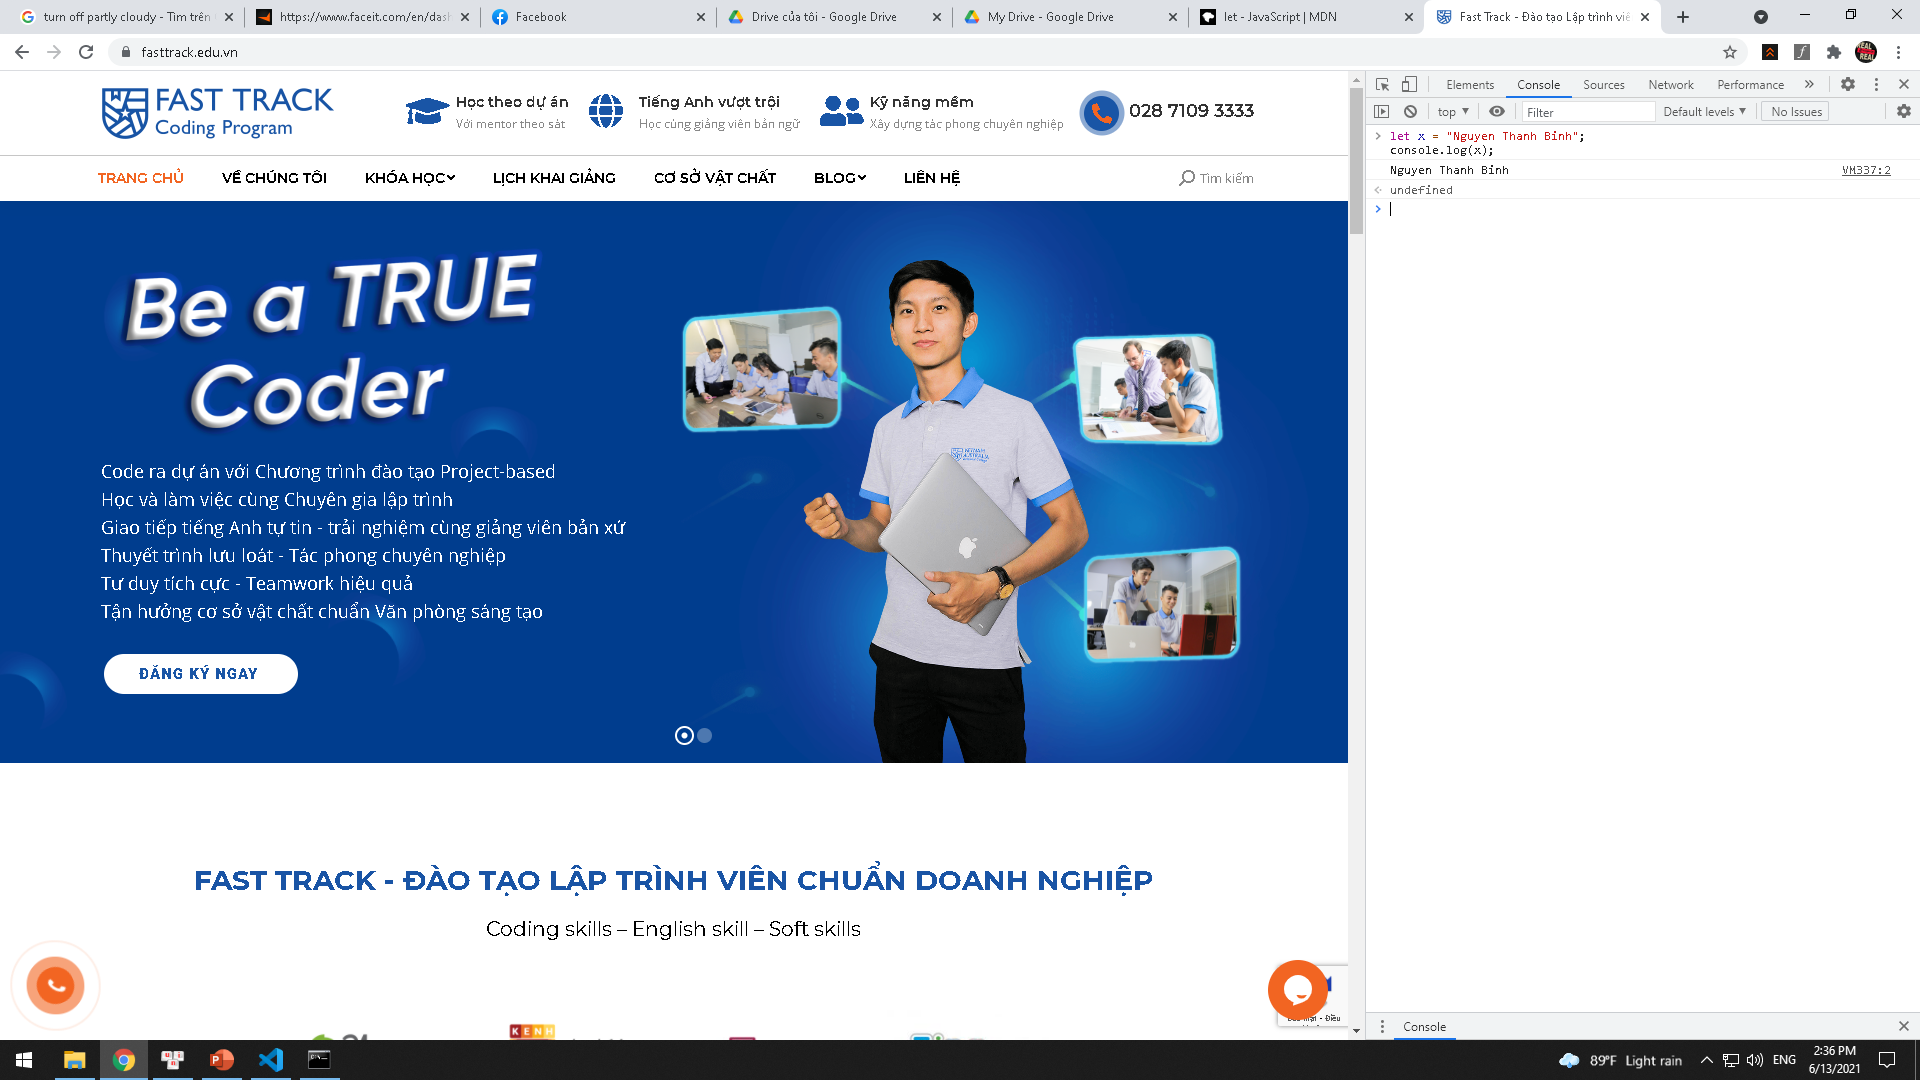 turn off partly cloudy - Tìm trên
https://www.faceit.com/en/dash
Facebook
Drive của tôi - Google Drive
My Drive - Google Drive
let - JavaScript | MDN
Fast Track - Đào tạo Lập trình viê
fasttrack.edu.vn
FAST TRACK
Coding Program
Học theo dự án
Với mentor theo sát
Tiếng Anh vượt trội
Học cùng giảng viên bản ngữ
Kỹ năng mềm
Xây dựng tác phong chuyên nghiệp
028 7109 3333
TRANG CHỦ
VỀ CHÚNG TÔI
KHÓA HỌC
LỊCH KHAI GIẢNG
CƠ SỞ VẬT CHẤT
BLOG
LIÊN HỆ
Tìm kiếm
Be a TRUE
Coder
Code ra dự án với Chương trình đào tạo Project-based
Học và làm việc cùng Chuyên gia lập trình
Giao tiếp tiếng Anh tự tin - trải nghiệm cùng giảng viên bản xứ
Thuyết trình lưu loát - Tác phong chuyên nghiệp
Tư duy tích cực - Teamwork hiệu quả
Tận hưởng cơ sở vật chất chuẩn Văn phòng sáng tạo
ĐĂNG KÝ NGAY
FAST TRACK - ĐÀO TẠO LẬP TRÌNH VIÊN CHUẨN DOANH NGHIỆP
Coding skills – English skill – Soft skills
KENH
Elements
Console
Sources
Network
Performance
top
Filter
Default levels
No Issues
let x = "Nguyen Thanh Binh";
console.log(x);
Nguyen Thanh Binh
VM337:2
undefined
Console
89°F Light rain
ENG
2:36 PM
6/13/2021